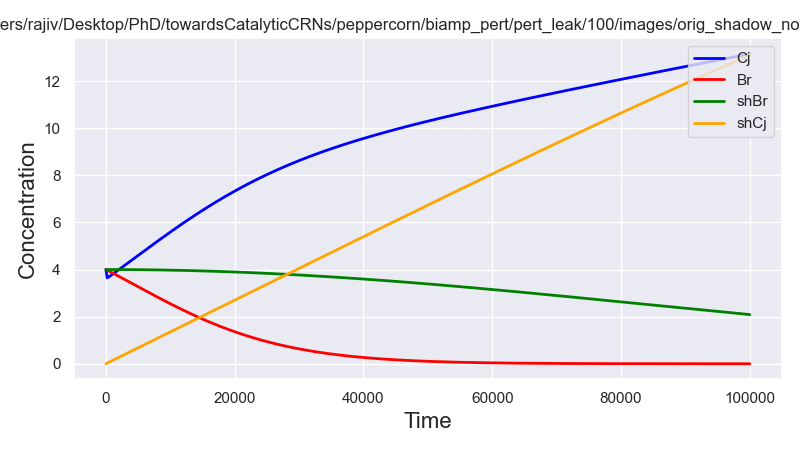 ers/rajiv/Desktop/PhD/towardsCatalyticCRNs/peppercorn/biamp_pert/pert_leak/100/images/orig_shadow_no
Cj
Br
shBr
shCj
Concentration
12
10
8
6
4
2
0
0 20000 40000 60000 80000 100000
Time